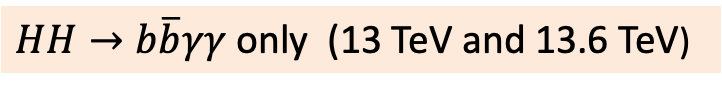 HH → bb̄γγ only (13 TeV and 13.6 TeV)